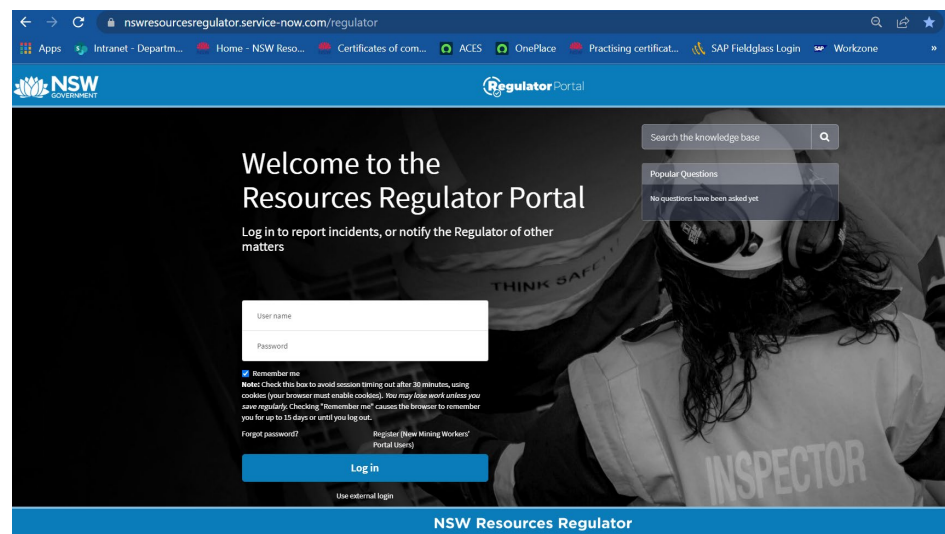 nswresourcesregulator.service-now.com/regulator
Apps Intranet - Departm... Home - NSW Reso... Certificates of com... ACES OnePlace Practising certificat... SAP Fieldglass Login SAP Workzone »
NSW
GOVERNMENT
Regulator Portal
Search the knowledge base
Popular Questions
No questions have been asked yet
Welcome to the
Resources Regulator Portal
Log in to report incidents, or notify the Regulator of other
matters
THINK SAFE
User name
Password
Remember me
Note: Check this box to avoid session timing out after 30 minutes, using
cookies (your browser must enable cookies). You may lose work unless you
save regularly. Checking "Remember me" causes the browser to remember
you for up to 15 days or until you log out.
Forgot password? Register (New Mining Workers'
Portal Users)
Log in
Use external login
INSPECTOR
NSW Resources Regulator